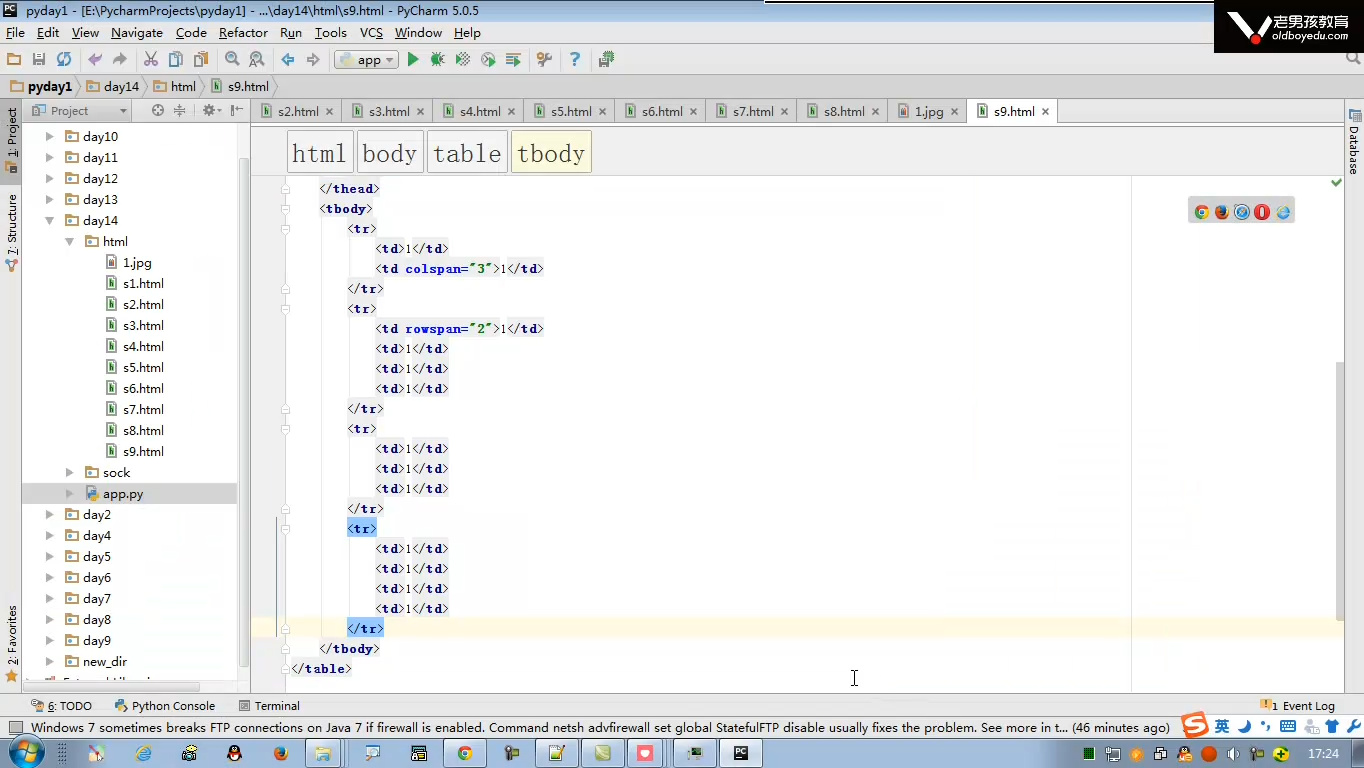 pyday1 - [E:\PycharmProjects\pyday1] - ...\day14\html\s9.html - PyCharm 5.0.5
老男孩教育
oldboyedu.com
File Edit View Navigate Code Refactor Run Tools VCS Window Help
app
pyday1 day14 html s9.html
Project
s2.html s3.html s4.html s5.html s6.html s7.html s8.html 1.jpg s9.html
1: Project
7: Structure
2: Favorites
Database
day10
day11
day12
day13
day14
html
1.jpg
s1.html
s2.html
s3.html
s4.html
s5.html
s6.html
s7.html
s8.html
s9.html
sock
app.py
day2
day4
day5
day6
day7
day8
day9
new_dir
html body table tbody
</thead>
<tbody>
<tr>
<td>1</td>
<td colspan="3">1</td>
</tr>
<tr>
<td rowspan="2">1</td>
<td>1</td>
<td>1</td>
<td>1</td>
</tr>
<tr>
<td>1</td>
<td>1</td>
<td>1</td>
</tr>
<tr>
<td>1</td>
<td>1</td>
<td>1</td>
<td>1</td>
</tr>
</tbody>
</table>
6: TODO Python Console Terminal 1 Event Log
Windows 7 sometimes breaks FTP connections on Java 7 if firewall is enabled. Command netsh advfirewall set global StatefulFTP disable usually fixes the problem. See more in t... (46 minutes ago)
英
17:24